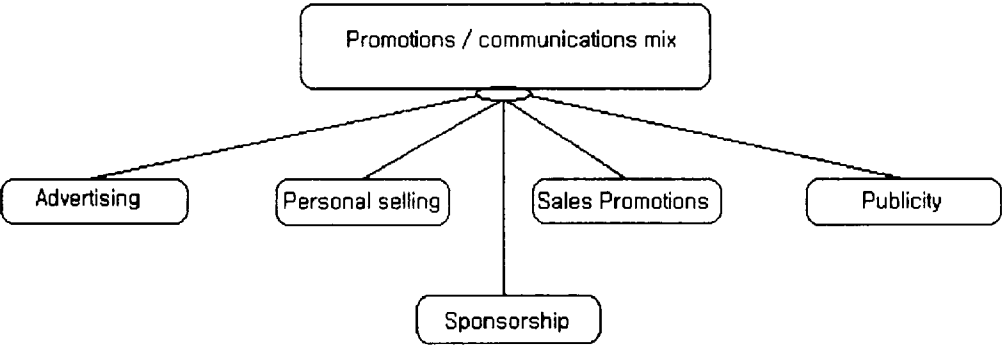 Promotions / communications mix
Advertising
Personal selling
Sales Promotions
Publicity
Sponsorship